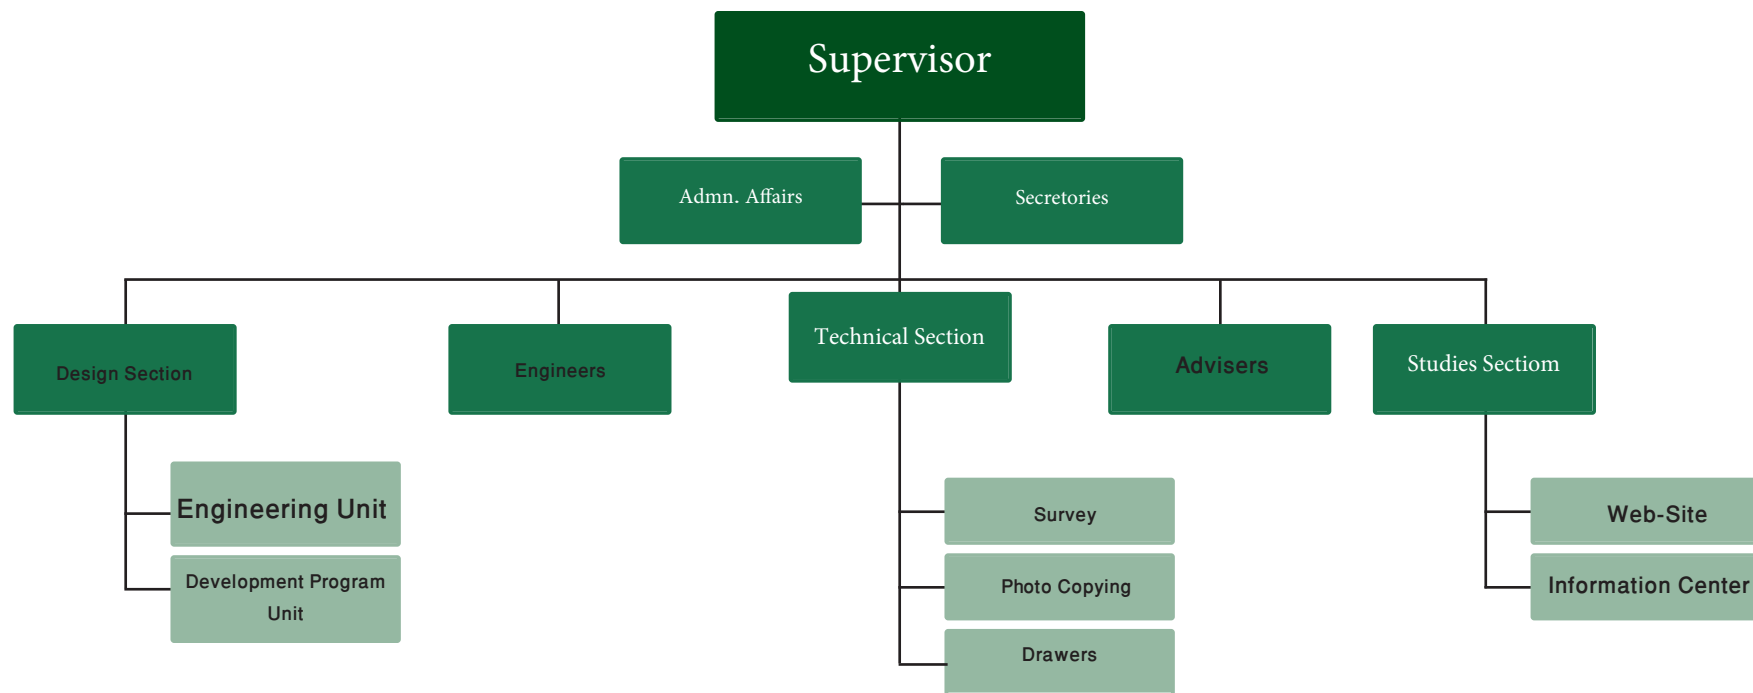 Supervisor
Admn. Affairs
Secretories
Design Section
Engineers
Technical Section
Advisers
Studies Sectiom
Engineering Unit
Development Program
Unit
Survey
Photo Copying
Drawers
Web-Site
Information Center